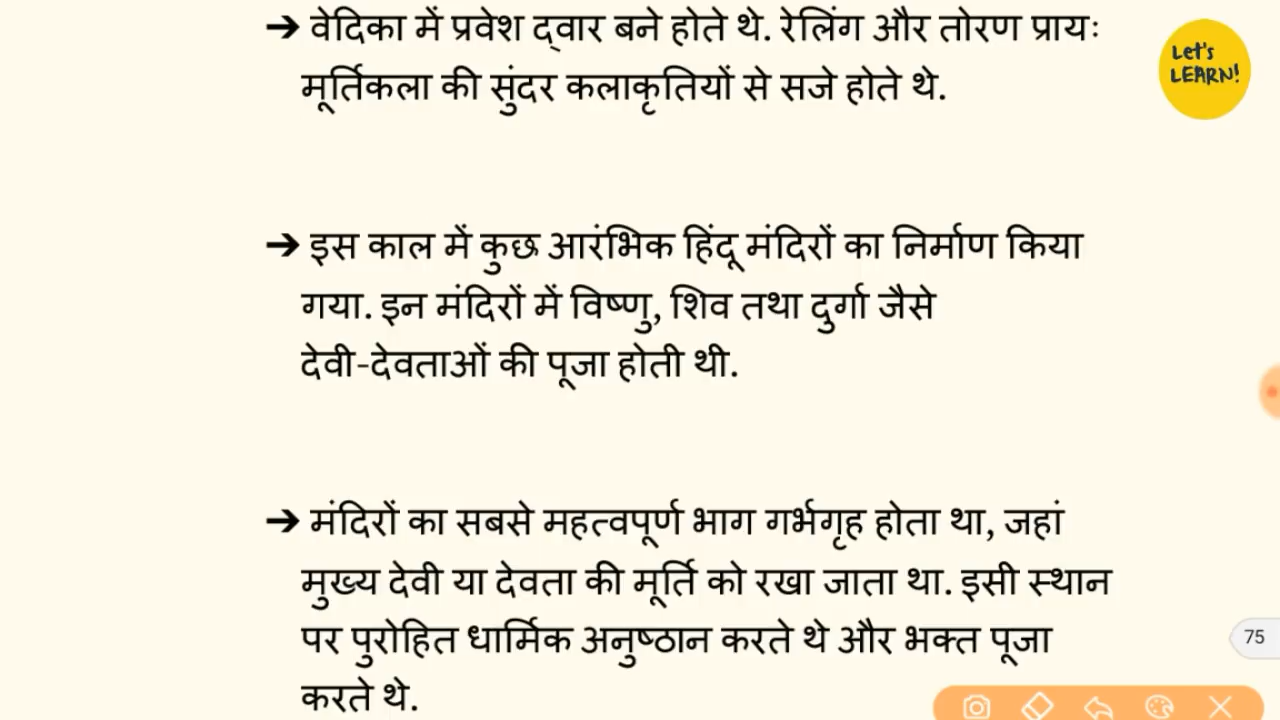 ➔ वेदिका में प्रवेश द्वार बने होते थे. रेलिंग और तोरण प्रायः
मूर्तिकला की सुंदर कलाकृतियों से सजे होते थे.
Let's
LEARN!
➔ इस काल में कुछ आरंभिक हिंदू मंदिरों का निर्माण किया
गया. इन मंदिरों में विष्णु, शिव तथा दुर्गा जैसे
देवी-देवताओं की पूजा होती थी.
➔ मंदिरों का सबसे महत्वपूर्ण भाग गर्भगृह होता था, जहां
मुख्य देवी या देवता की मूर्ति को रखा जाता था. इसी स्थान
पर पुरोहित धार्मिक अनुष्ठान करते थे और भक्त पूजा
करते थे.
75